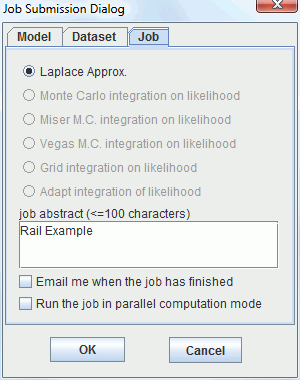 Job Submission Dialog
Model Dataset Job
Laplace Approx.
Monte Carlo integration on likelihood
Miser M.C. integration on likelihood
Vegas M.C. integration on likelihood
Grid integration on likelihood
Adapt integration of likelihood
job abstract (<=100 characters)
Rail Example
Email me when the job has finished
Run the job in parallel computation mode
OK Cancel